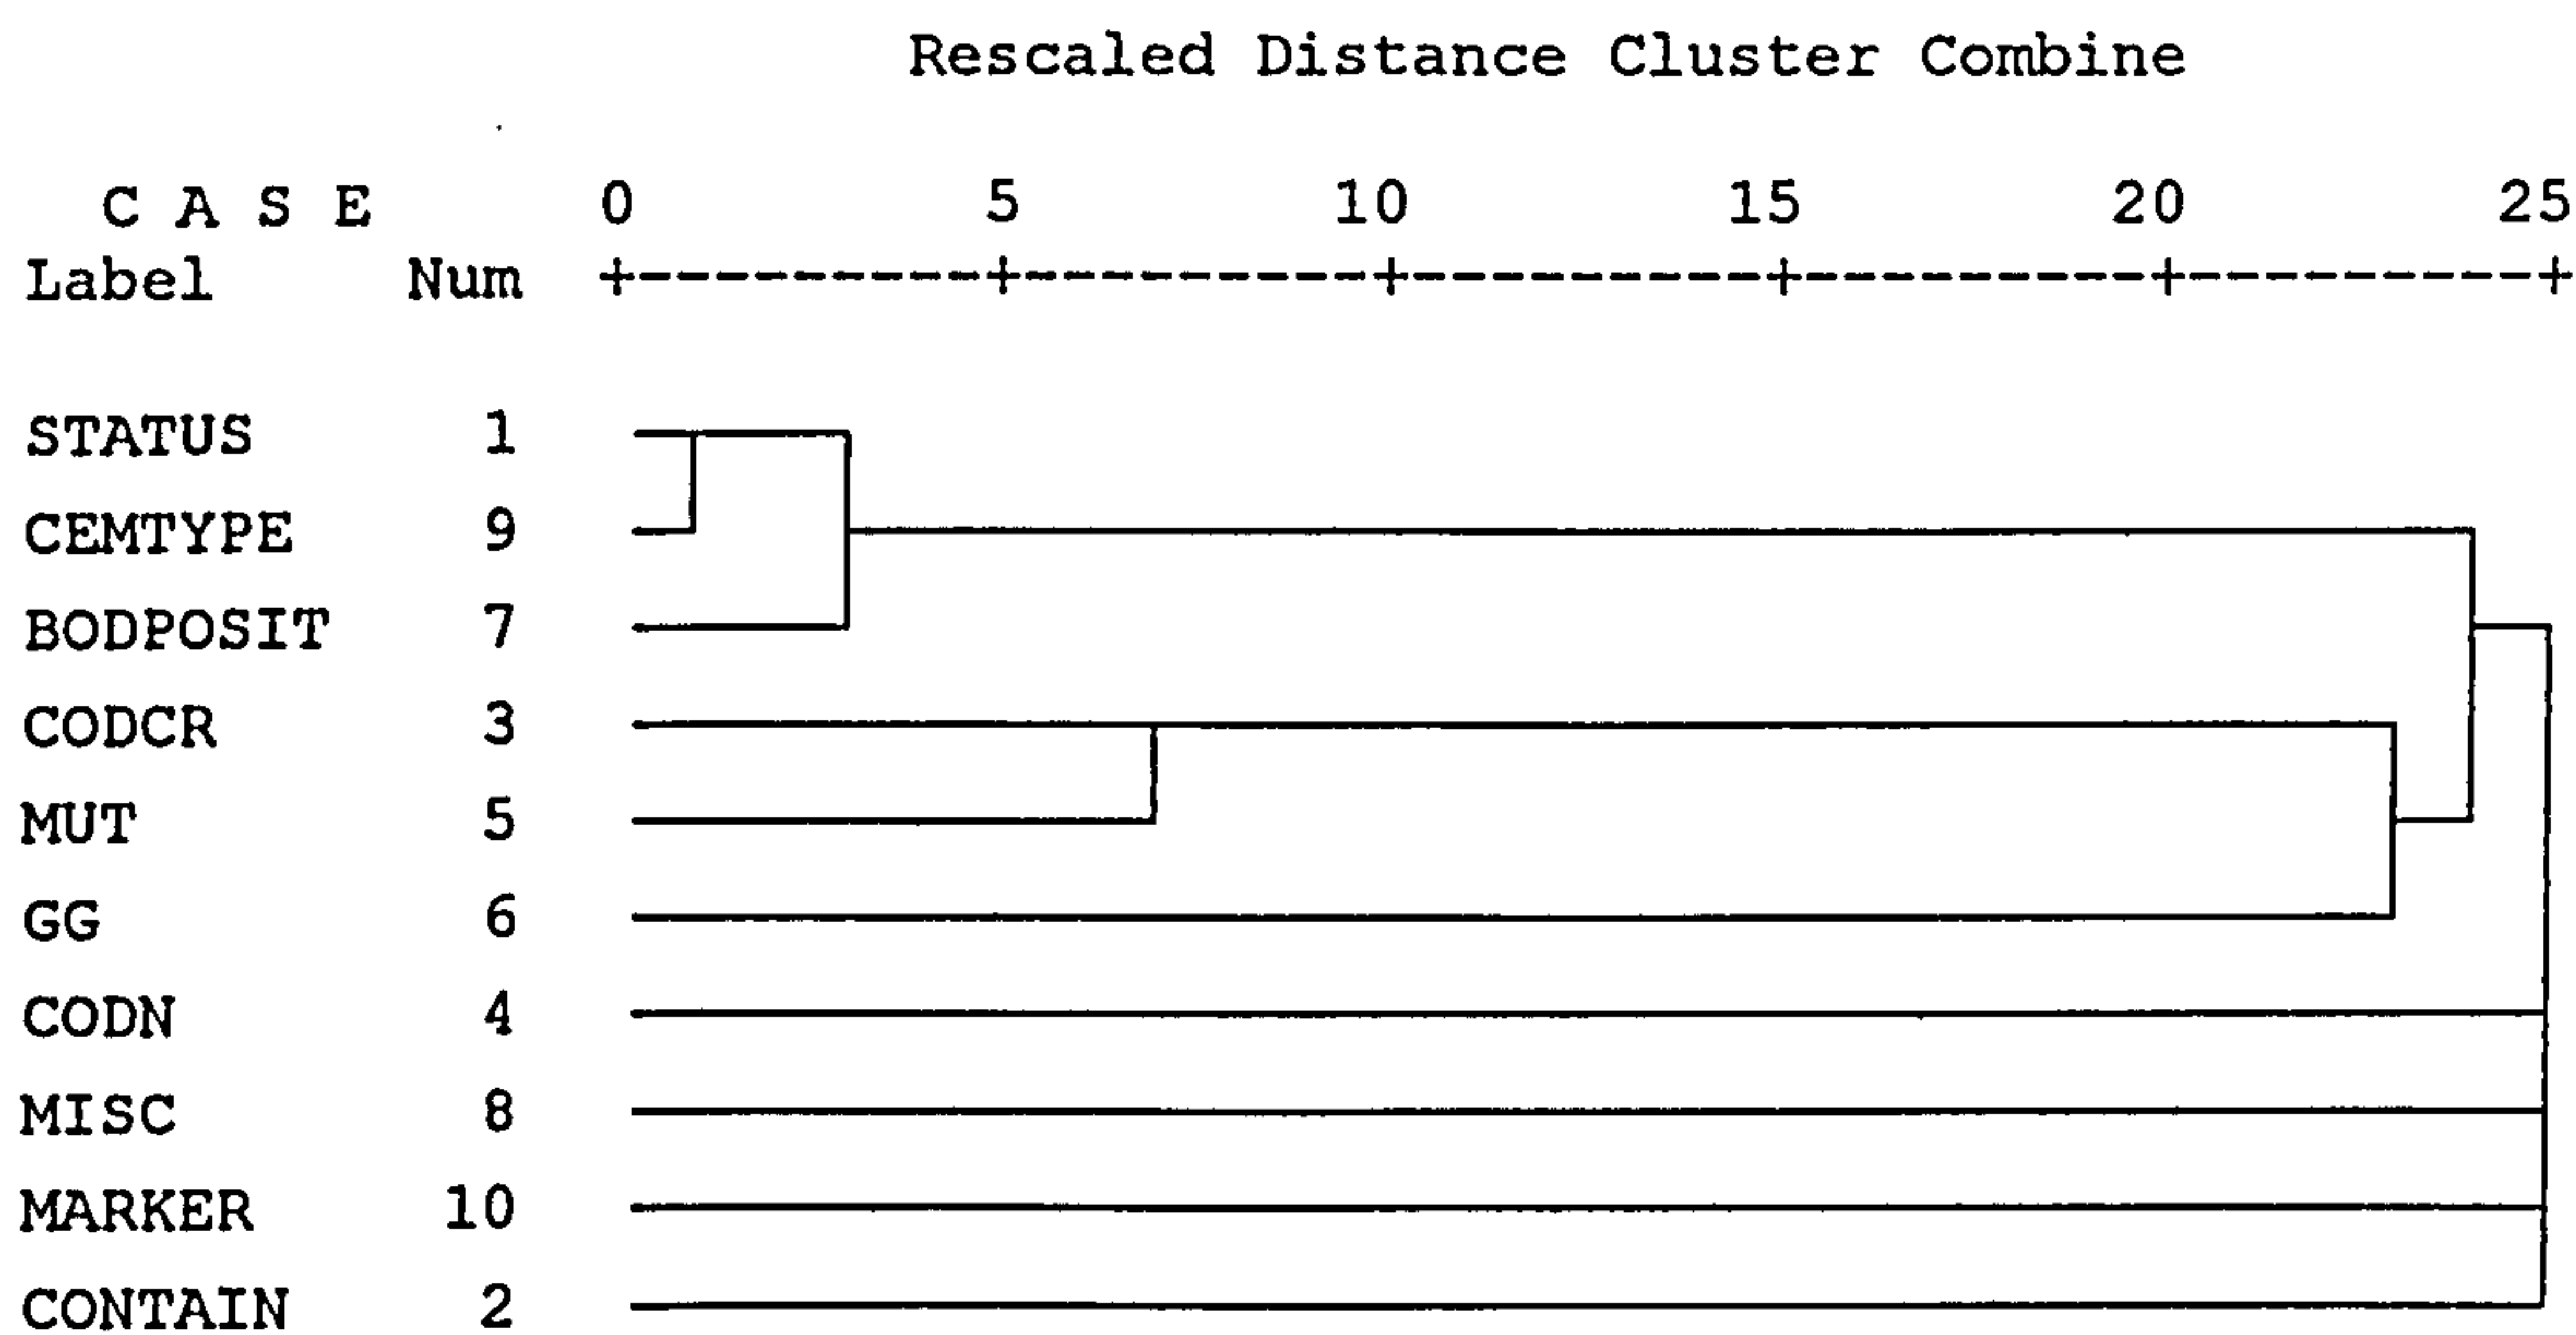 Rescaled Distance Cluster Combine
C A S E 0 5 10 15 20 25
Label Num +---------+---------+---------+---------+---------+
STATUS 1
CEMTYPE 9
BODPOSIT 7
CODCR 3
MUT 5
GG 6
CODN 4
MISC 8
MARKER 10
CONTAIN 2